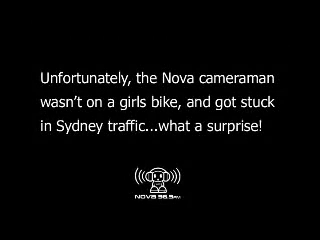 Unfortunately, the Nova cameraman
wasn't on a girls bike, and got stuck
in Sydney traffic...what a surprise!
NOVA 96.9FM